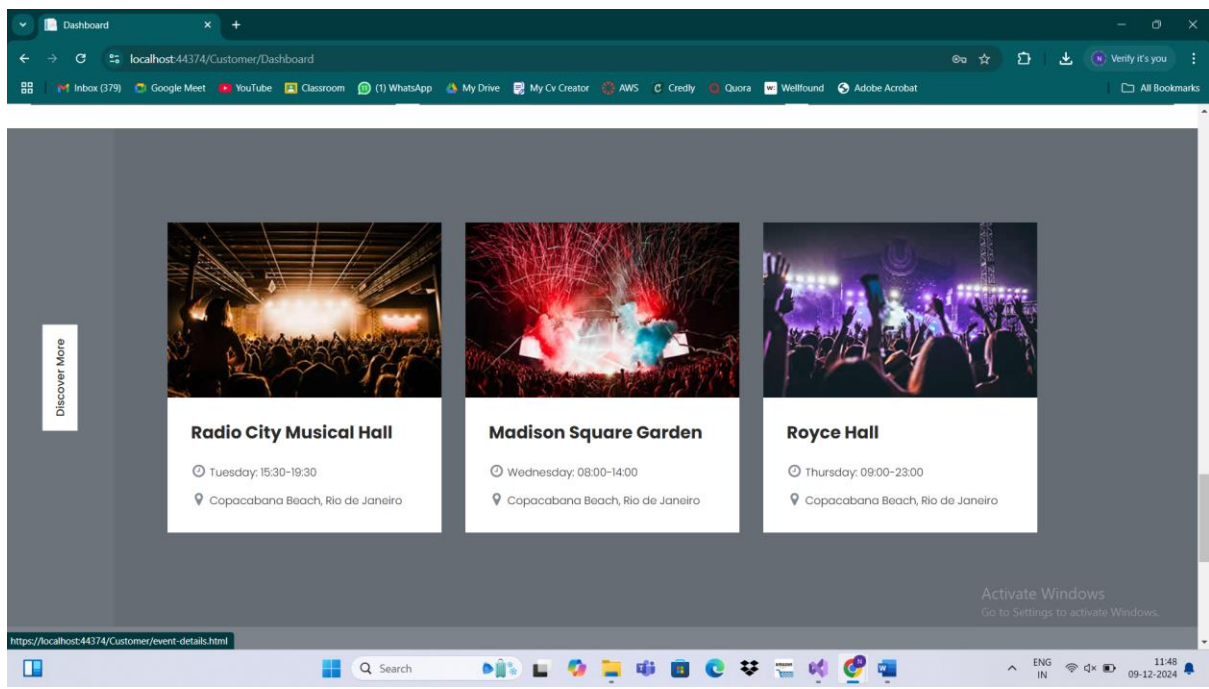 Dashboard
localhost:44374/Customer/Dashboard
N
Verify it's you
Inbox (379)
Google Meet
YouTube
Classroom
(1) WhatsApp
My Drive
My Cv Creator
AWS
Credly
Quora
Wellfound
Adobe Acrobat
All Bookmarks
Discover More
Radio City Musical Hall
Tuesday: 15:30-19:30
Copacabana Beach, Rio de Janeiro
Madison Square Garden
Wednesday: 08:00-14:00
Copacabana Beach, Rio de Janeiro
Royce Hall
Thursday: 09:00-23:00
Copacabana Beach, Rio de Janeiro
Activate Windows
Go to Settings to activate Windows.
https://localhost:44374/Customer/event-details.html
Search
ENG
IN
11:48
09-12-2024